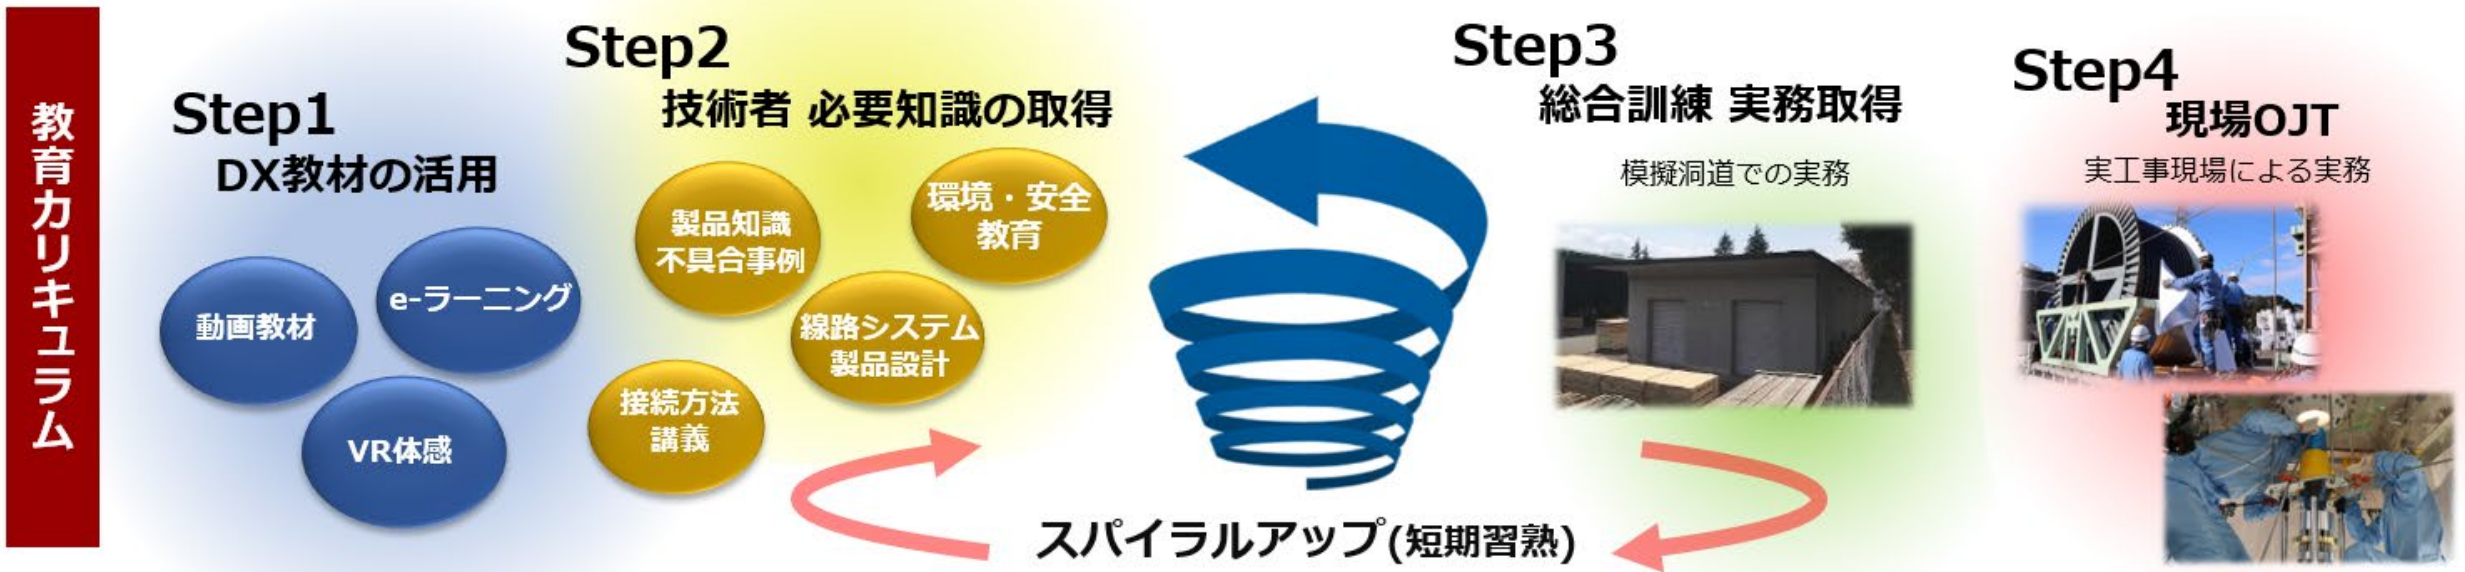 教育カリキュラム
Step1
DX教材の活用
動画教材
e-ラーニング
VR体感
Step2
技術者 必要知識の取得
製品知識
不具合事例
環境・安全
教育
線路システム
製品設計
接続方法
講義
スパイラルアップ(短期習熟)
Step3
総合訓練 実務取得
模擬洞道での実務
Step4
現場OJT
実工事現場による実務